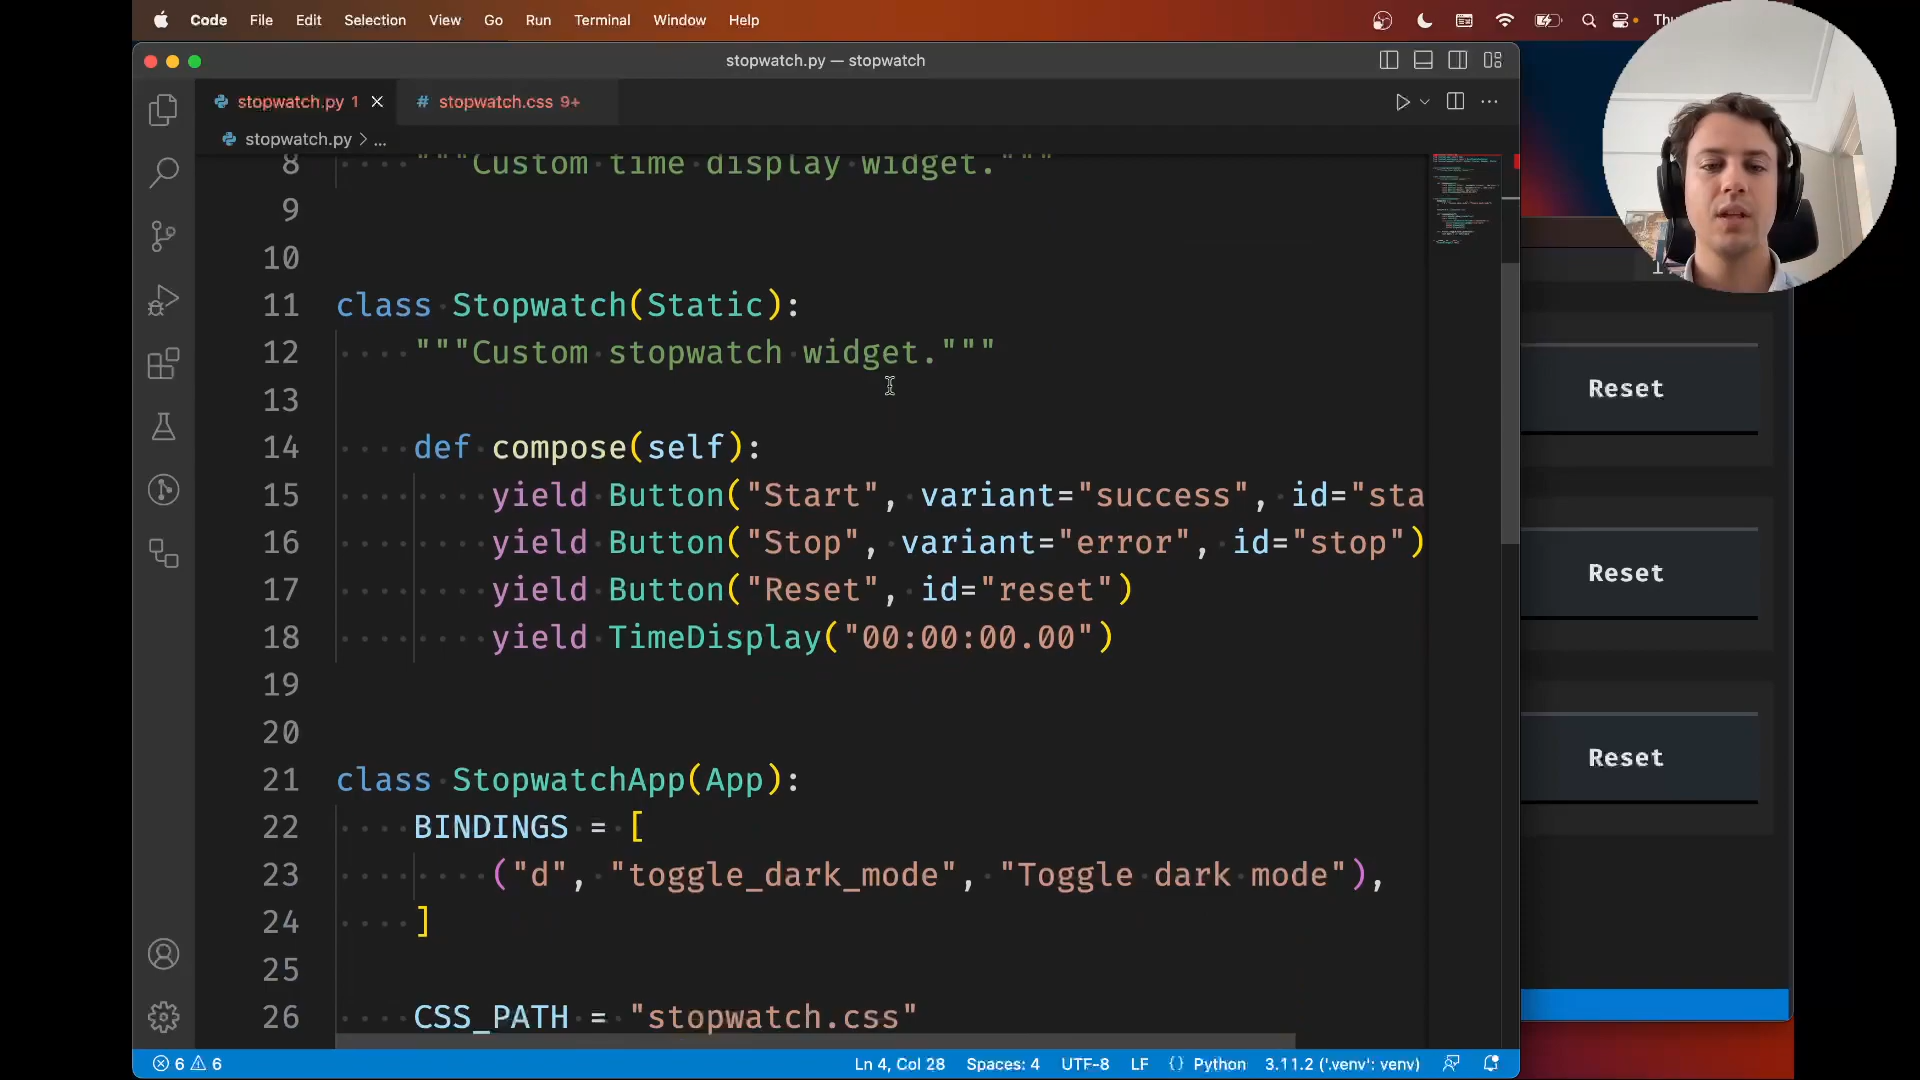 Code File Edit Selection View Go Run Terminal Window Help
stopwatch.py — stopwatch
stopwatch.py 1
# stopwatch.css 9+
stopwatch.py > ...
8 """Custom time display widget."""
9
10
11 class Stopwatch(Static):
12 """Custom stopwatch widget."""
13
14 def compose(self):
15 yield Button("Start", variant="success", id="sta
16 yield Button("Stop", variant="error", id="stop")
17 yield Button("Reset", id="reset")
18 yield TimeDisplay("00:00:00.00")
19
20
21 class StopwatchApp(App):
22 BINDINGS = [
23 ("d", "toggle_dark_mode", "Toggle dark mode"),
24 ]
25
26 CSS_PATH = "stopwatch.css"
Reset
Reset
Reset
6 6 Ln 4, Col 28 Spaces: 4 UTF-8 LF {} Python 3.11.2 ('.venv': venv)